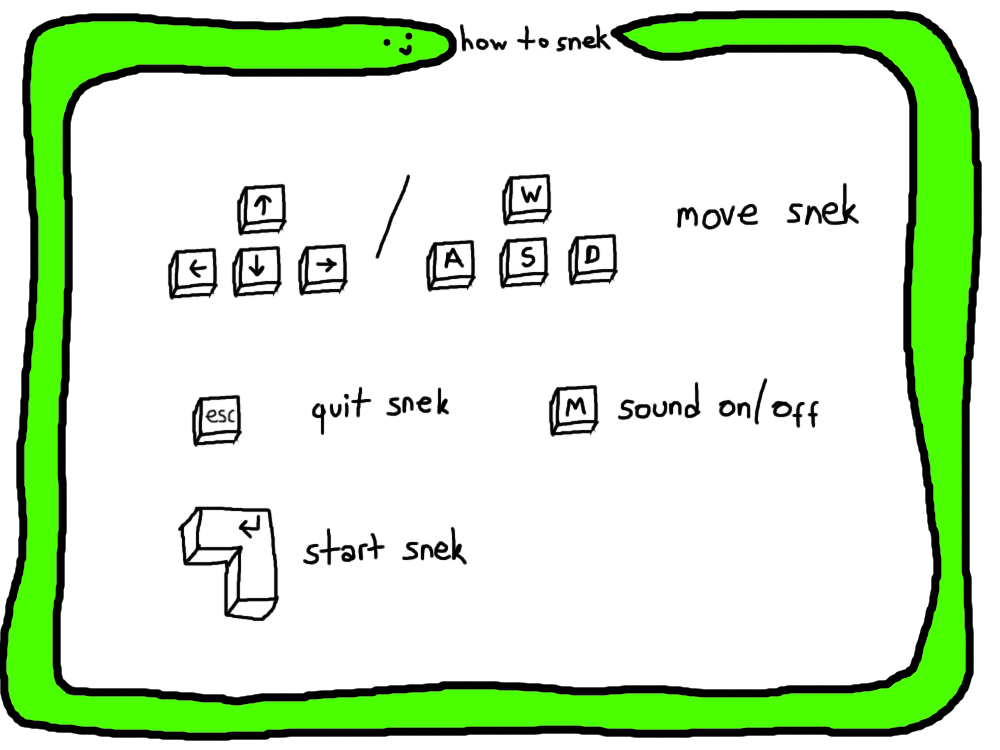 how to snek
↑ / W
← ↓ → A S D move snek
esc quit snek M sound on/off
↵ start snek